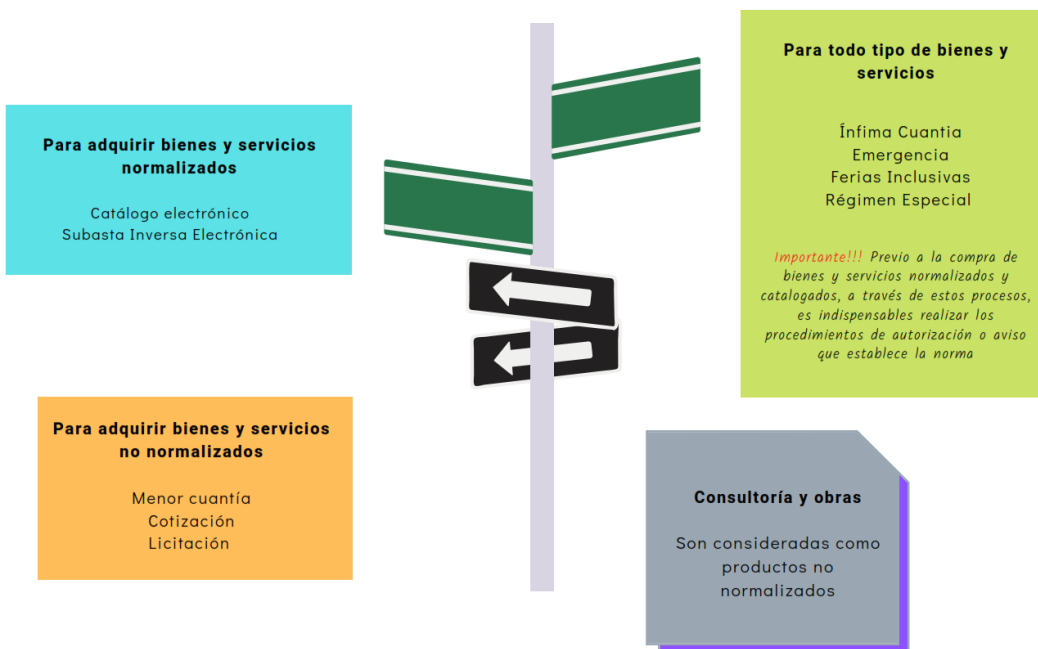 Para adquirir bienes y servicios
normalizados
Catálogo electrónico
Subasta Inversa Electrónica
Para todo tipo de bienes y
servicios
Ínfima Cuantia
Emergencia
Ferias Inclusivas
Régimen Especial
Importante!!! Previo a la compra de
bienes y servicios normalizados y
catalogados, a través de estos procesos,
es indispensables realizar los
procedimientos de autorización o aviso
que establece la norma
Para adquirir bienes y servicios
no normalizados
Menor cuantía
Cotización
Licitación
Consultoría y obras
Son consideradas como
productos no
normalizados